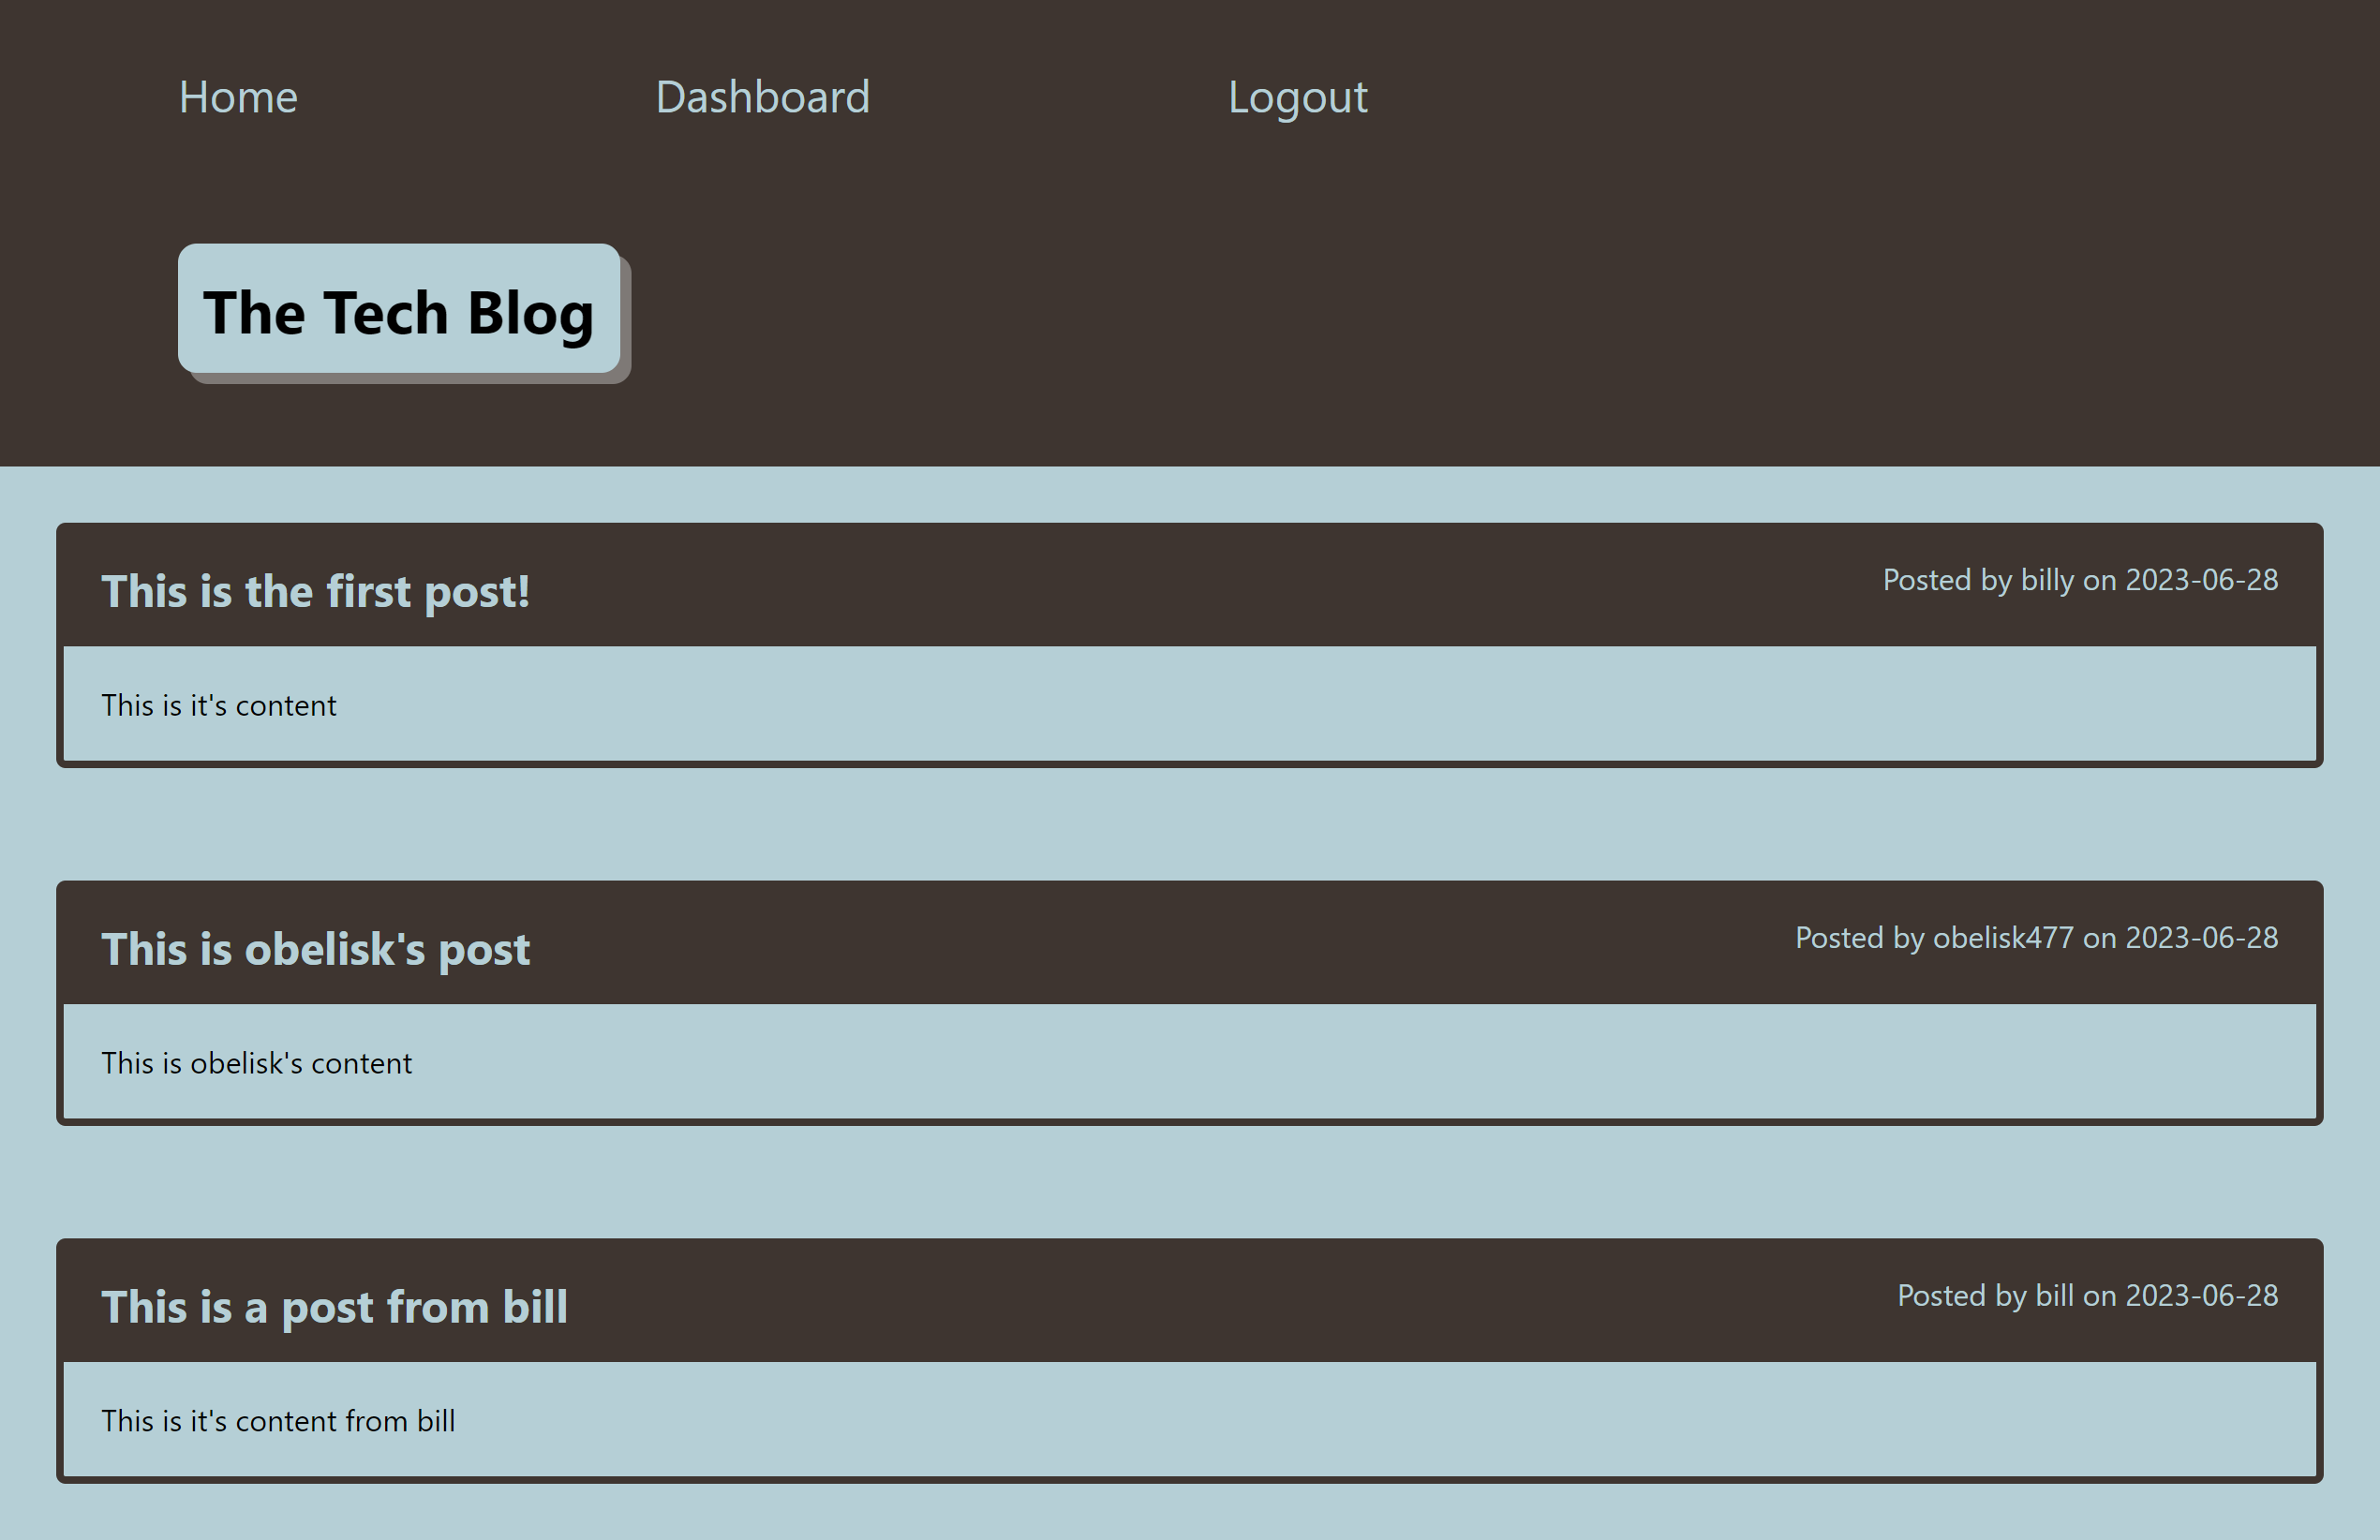 Home Dashboard Logout
The Tech Blog
This is the first post! Posted by billy on 2023-06-28
This is it's content
This is obelisk's post Posted by obelisk477 on 2023-06-28
This is obelisk's content
This is a post from bill Posted by bill on 2023-06-28
This is it's content from bill